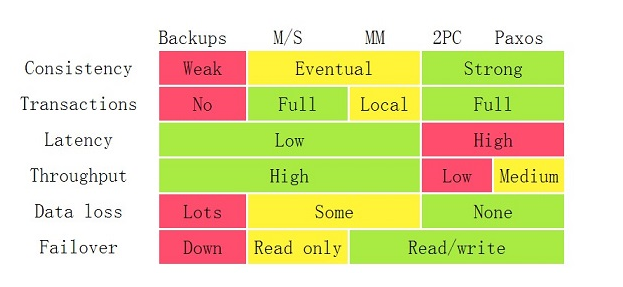 Backups M/S MM 2PC Paxos
Consistency Weak Eventual Strong
Transactions No Full Local Full
Latency Low High
Throughput High Low Medium
Data loss Lots Some None
Failover Down Read only Read/write